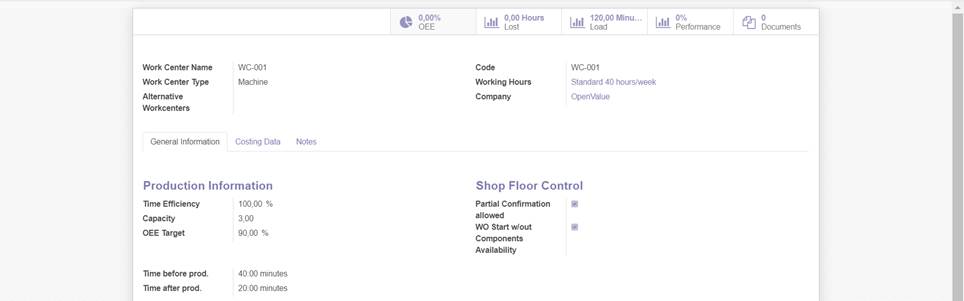 0,00% 0,00 Hours 120,00 Minu... 0% 0
OEE Lost Load Performance Documents
Work Center Name WC-001 Code WC-001
Work Center Type Machine Working Hours Standard 40 hours/week
Alternative Company OpenValue
Workcenters
General Information Costing Data Notes
Production Information Shop Floor Control
Time Efficiency 100,00 % Partial Confirmation
Capacity 3,00 allowed
OEE Target 90,00 % WO Start w/out
Components
Availability
Time before prod. 40:00 minutes
Time after prod. 20:00 minutes